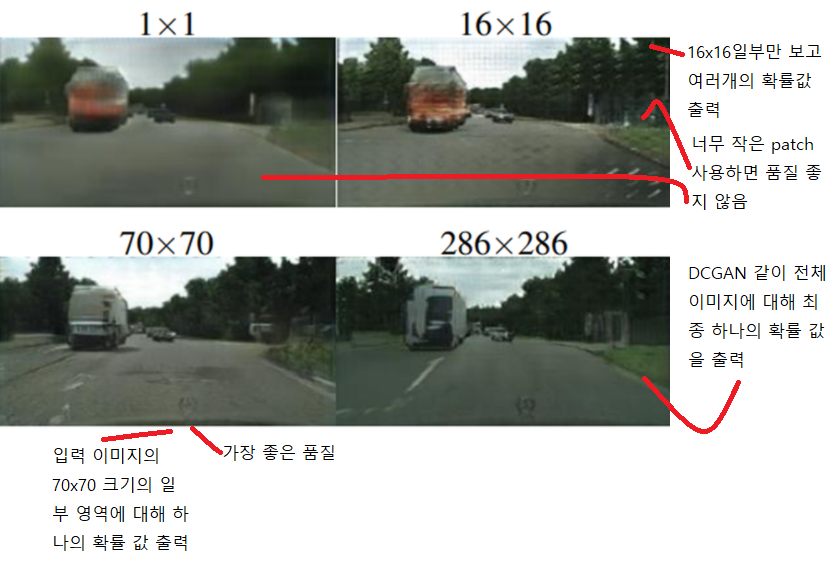 1×1
16×16
16x16일부만 보고
여러개의 확률값
출력
너무 작은 patch
사용하면 품질 좋
지 않음
70×70
286×286
DCGAN 같이 전체
이미지에 대해 최
종 하나의 확률 값
을 출력
가장 좋은 품질
입력 이미지의
70x70 크기의 일
부 영역에 대해 하
나의 확률 값 출력